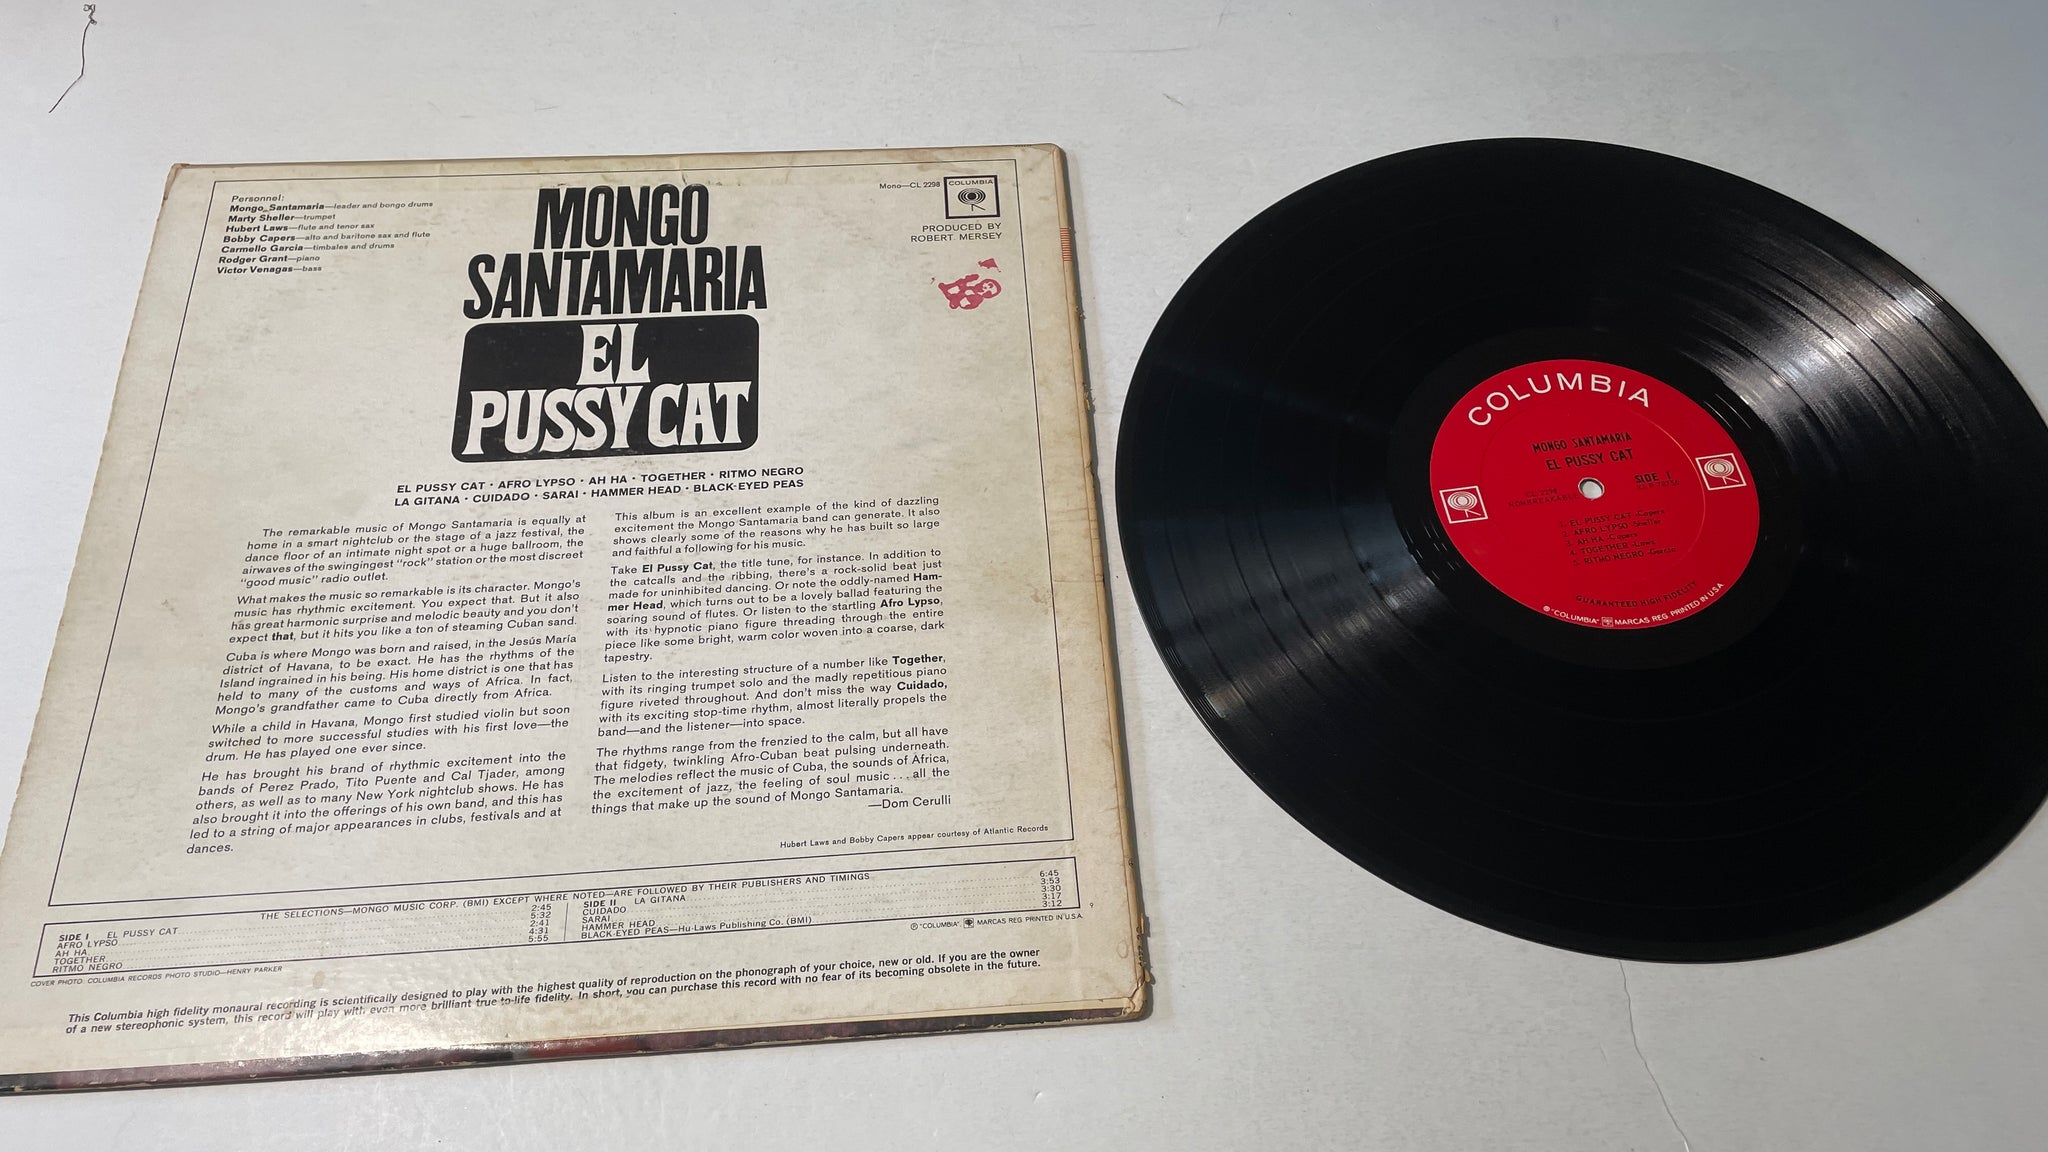 Personnel:
Mongo Santamaria—leader and bongo drums
Marty Sheller—trumpet
Hubert Laws—flute and tenor sax
Bobby Capers—alto and baritone sax and flute
Carmello Garcia—timbales and drums
Rodger Grant—piano
Victor Venagas—bass
MONGO
SANTAMARIA
EL
PUSSY CAT
Mono—CL 2298
COLUMBIA
PRODUCED BY
ROBERT. MERSEY
EL PUSSY CAT • AFRO LYPSO • AH HA • TOGETHER • RITMO NEGRO
LA GITANA • CUIDADO • SARAI • HAMMER HEAD • BLACK-EYED PEAS
The remarkable music of Mongo Santamaria is equally at
home in a smart nightclub or the stage of a jazz festival, the
dance floor of an intimate night spot or a huge ballroom, the
airwaves of the swingingest “rock” station or the most discreet
“good music” radio outlet.
What makes the music so remarkable is its character. Mongo's
music has rhythmic excitement. You expect that. But it also
has great harmonic surprise and melodic beauty and you don't
expect that, but it hits you like a ton of steaming Cuban sand.
Cuba is where Mongo was born and raised, in the Jesús María
district of Havana, to be exact. He has the rhythms of the
Island ingrained in his being. His home district is one that has
held to many of the customs and ways of Africa. In fact,
Mongo's grandfather came to Cuba directly from Africa.
While a child in Havana, Mongo first studied violin but soon
switched to more successful studies with his first love—the
drum. He has played one ever since.
He has brought his brand of rhythmic excitement into the
bands of Perez Prado, Tito Puente and Cal Tjader, among
others, as well as to many New York nightclub shows. He has
also brought it into the offerings of his own band, and this has
led to a string of major appearances in clubs, festivals and at
dances.
This album is an excellent example of the kind of dazzling
excitement the Mongo Santamaria band can generate. It also
shows clearly some of the reasons why he has built so large
and faithful a following for his music.
Take El Pussy Cat, the title tune, for instance. In addition to
the catcalls and the ribbing, there's a rock-solid beat just
made for uninhibited dancing. Or note the oddly-named Ham-
mer Head, which turns out to be a lovely ballad featuring the
soaring sound of flutes. Or listen to the startling Afro Lypso,
with its hypnotic piano figure threading through the entire
piece like some bright, warm color woven into a coarse, dark
tapestry.
Listen to the interesting structure of a number like Together,
with its ringing trumpet solo and the madly repetitious piano
figure riveted throughout. And don't miss the way Cuidado,
with its exciting stop-time rhythm, almost literally propels the
band—and the listener—into space.
The rhythms range from the frenzied to the calm, but all have
that fidgety, twinkling Afro-Cuban beat pulsing underneath.
The melodies reflect the music of Cuba, the sounds of Africa,
the excitement of jazz, the feeling of soul music . . . all the
things that make up the sound of Mongo Santamaria.
—Dom Cerulli
Hubert Laws and Bobby Capers appear courtesy of Atlantic Records
THE SELECTIONS—MONGO MUSIC CORP. (BMI) EXCEPT WHERE NOTED—ARE FOLLOWED BY THEIR PUBLISHERS AND TIMINGS
SIDE I EL PUSSY CAT 2:45
AFRO LYPSO 5:32
AH HA 2:41
TOGETHER 4:31
RITMO NEGRO 5:55
SIDE II LA GITANA 6:45
CUIDADO 3:53
SARAI 3:30
HAMMER HEAD 3:17
BLACK-EYED PEAS—Hu-Laws Publishing Co. (BMI) 3:12
COVER PHOTO: COLUMBIA RECORDS PHOTO STUDIO—HENRY PARKER
℗ “COLUMBIA”, MARCAS REG. PRINTED IN U.S.A.
This Columbia high fidelity monaural recording is scientifically designed to play with the highest quality of reproduction on the phonograph of your choice, new or old. If you are the owner
of a new stereophonic system, this record will play with even more brilliant true-to-life fidelity. In short, you can purchase this record with no fear of its becoming obsolete in the future.
COLUMBIA
MONGO SANTAMARIA
EL PUSSY CAT
CL 2298
NONBREAKABLE
SIDE 1
1. EL PUSSY CAT -Capers
2. AFRO LYPSO -Sheller
3. AH HA -Capers
4. TOGETHER -Laws
5. RITMO NEGRO -Garcia
GUARANTEED HIGH FIDELITY
℗ "COLUMBIA" MARCAS REG. PRINTED IN U.S.A.